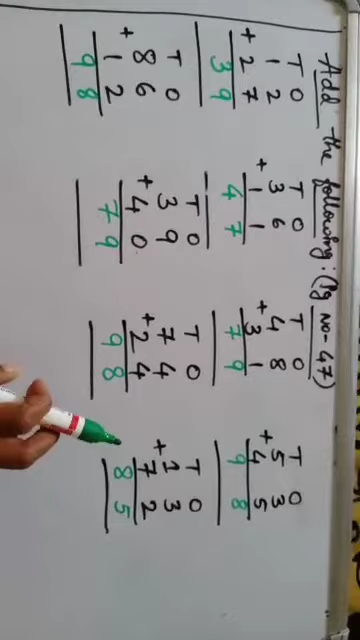 Add the following: (Pg no-47)
T O T O T O T O
1 2 3 6 4 8 5 3
+ 2 7 + 1 1 + 3 1 + 4 5
3 9 4 7 7 9 9 8
T O T O T O T O
8 6 3 9 7 4 1 3
+ 1 2 + 4 0 + 2 4 + 7 2
9 8 7 9 9 8 8 5